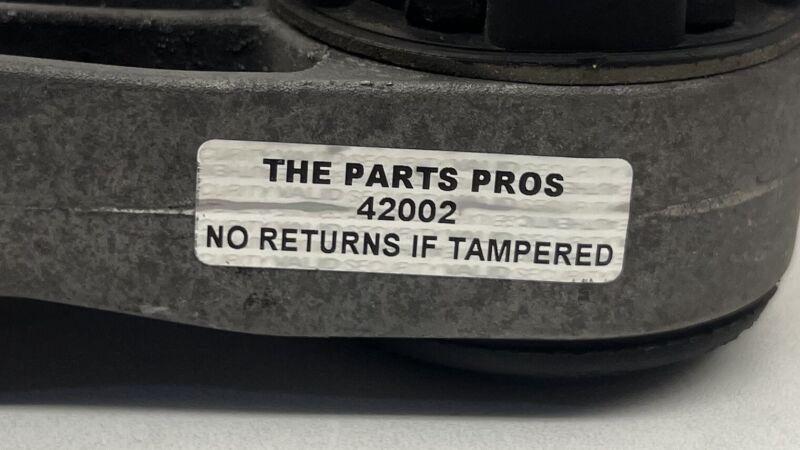 THE PARTS PROS
42002
NO RETURNS IF TAMPERED